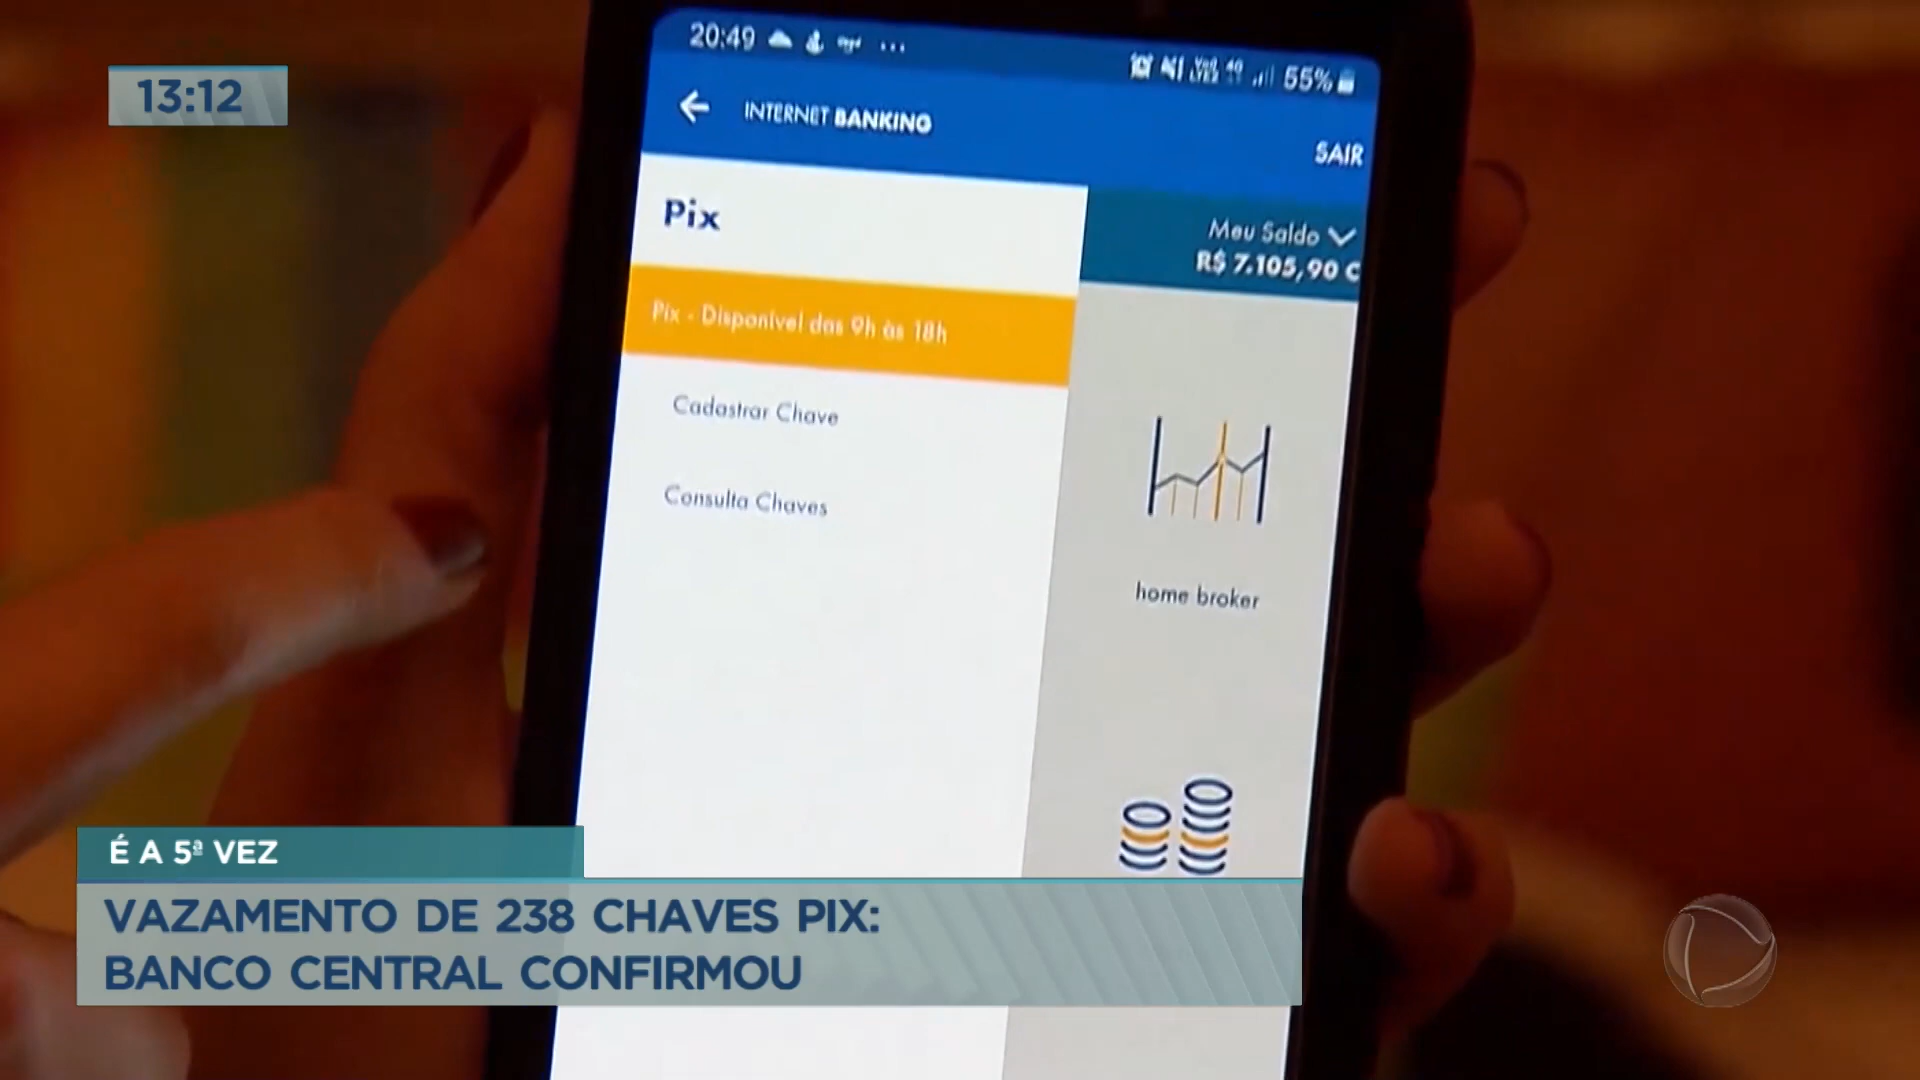 13:12
20:49
55%
INTERNET BANKING
SAIR
Pix
Meu Saldo
R$ 7.105,90 C
Pix - Disponível das 9h às 18h
Cadastrar Chave
Consulta Chaves
home broker
É A 5ª VEZ
VAZAMENTO DE 238 CHAVES PIX:
BANCO CENTRAL CONFIRMOU